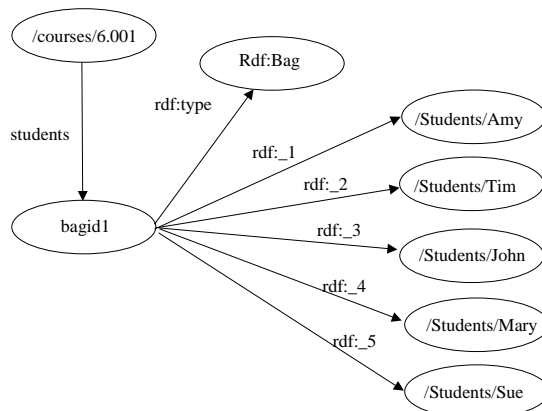 /courses/6.001
Rdf:Bag
rdf:type
/Students/Amy
students
rdf:_1
rdf:_2
/Students/Tim
bagid1
rdf:_3
/Students/John
rdf:_4
/Students/Mary
rdf:_5
/Students/Sue